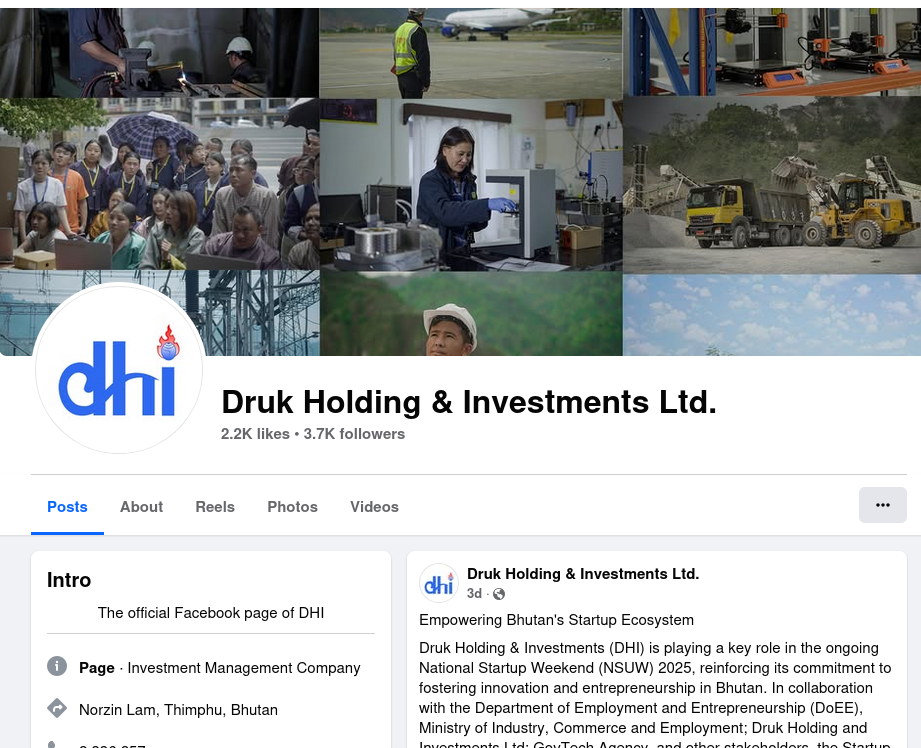 dhi
Druk Holding & Investments Ltd.
2.2K likes • 3.7K followers
Posts
About
Reels
Photos
Videos
Intro
The official Facebook page of DHI
Page · Investment Management Company
Norzin Lam, Thimphu, Bhutan
dhi
Druk Holding & Investments Ltd.
3d ·
Empowering Bhutan's Startup Ecosystem
Druk Holding & Investments (DHI) is playing a key role in the ongoing
National Startup Weekend (NSUW) 2025, reinforcing its commitment to
fostering innovation and entrepreneurship in Bhutan. In collaboration
with the Department of Employment and Entrepreneurship (DoEE),
Ministry of Industry, Commerce and Employment; Druk Holding and
Investments Ltd; GovTech Agency, and other stakeholders, the Startup